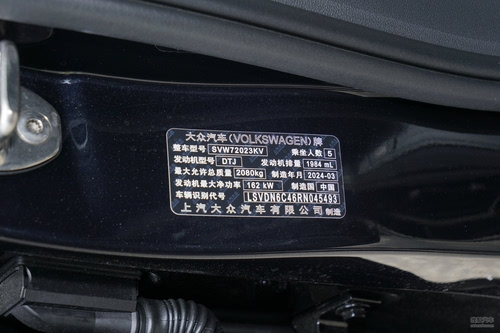 大众汽车(VOLKSWAGEN)牌
整车型号 SVW72023KV 乘坐人数 5
发动机型号 DTJ 发动机排量 1984 mL
最大允许总质量 2080kg 制造年月 2024-03
发动机最大净功率 162 kW 制造国 中国
车辆识别代号 LSVDN6C46RN045493
上汽大众汽车有限公司 制造